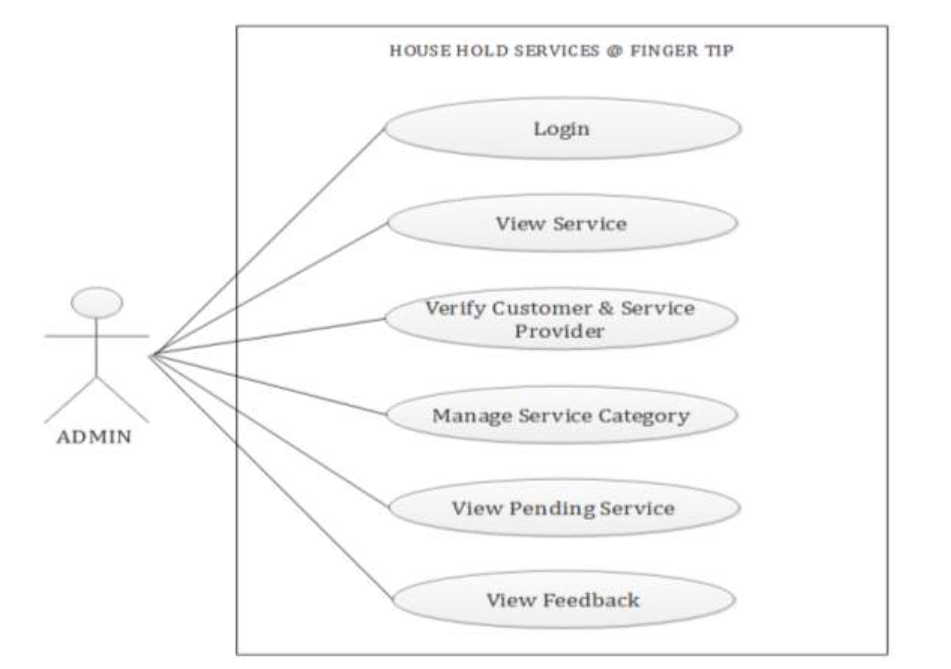 HOUSE HOLD SERVICES @ FINGER TIP
Login
View Service
Verify Customer & Service
Provider
Manage Service Category
View Pending Service
View Feedback
ADMIN